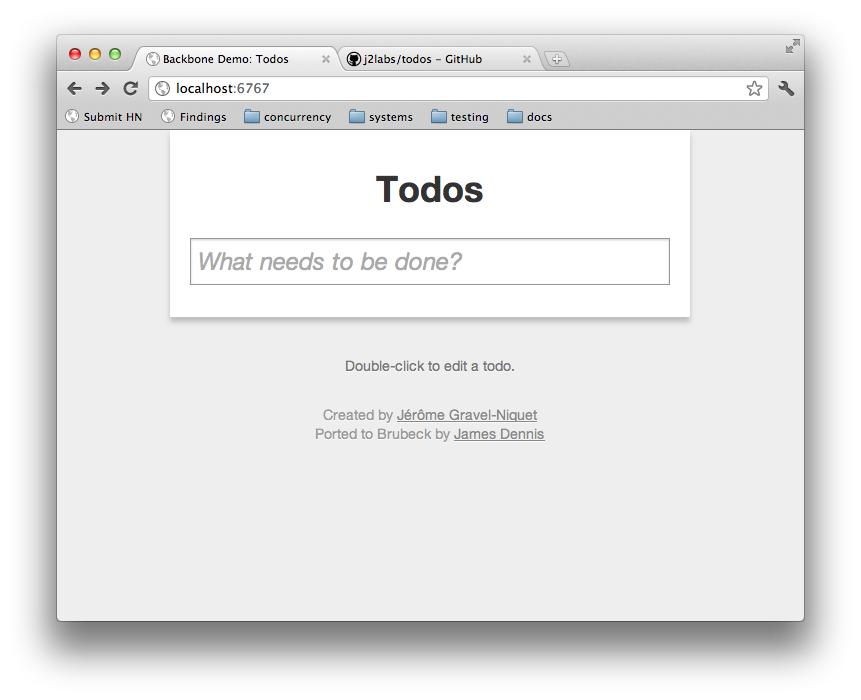 Backbone Demo: Todos
j2labs/todos – GitHub
localhost:6767
Submit HN
Findings
concurrency
systems
testing
docs
Todos
What needs to be done?
Double-click to edit a todo.
Created by Jérôme Gravel-Niquet
Ported to Brubeck by James Dennis